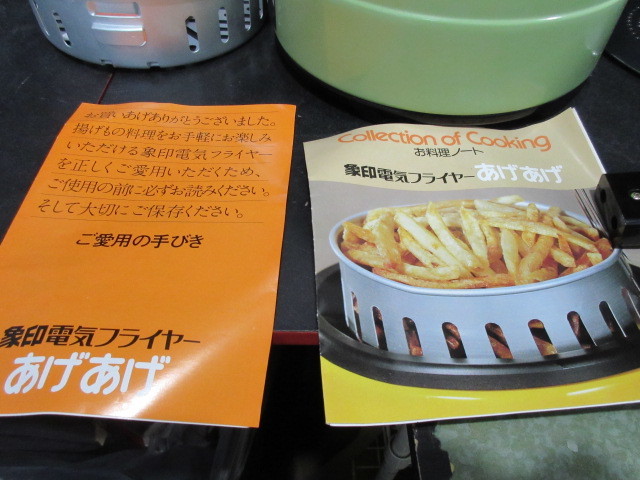 お買いあげありがとうございました。
揚げもの料理をお手軽にお楽しみ
いただける象印電気フライヤー
を正しくご愛用いただくため、
ご使用の前に必ずお読みください。
そして大切にご保存ください。
ご愛用の手びき
象印電気フライヤー
あげあげ
Collection of Cooking
お料理ノート
象印電気フライヤーあげあげ